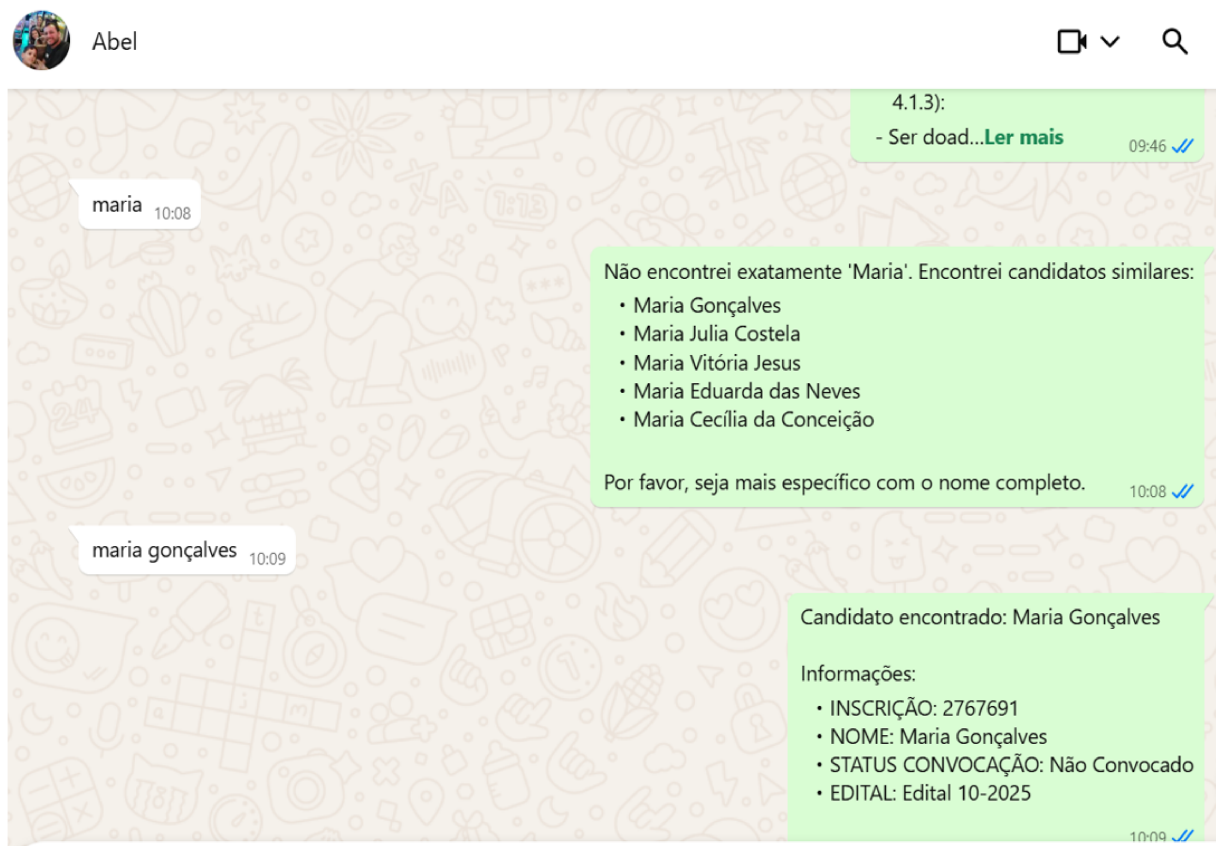 Abel
4.1.3):
- Ser doad...Ler mais
09:46
maria 10:08
Não encontrei exatamente 'Maria'. Encontrei candidatos similares:
• Maria Gonçalves
• Maria Julia Costela
• Maria Vitória Jesus
• Maria Eduarda das Neves
• Maria Cecília da Conceição
Por favor, seja mais específico com o nome completo.
10:08
maria gonçalves 10:09
Candidato encontrado: Maria Gonçalves
Informações:
• INSCRIÇÃO: 2767691
• NOME: Maria Gonçalves
• STATUS CONVOCAÇÃO: Não Convocado
• EDITAL: Edital 10-2025
10:09